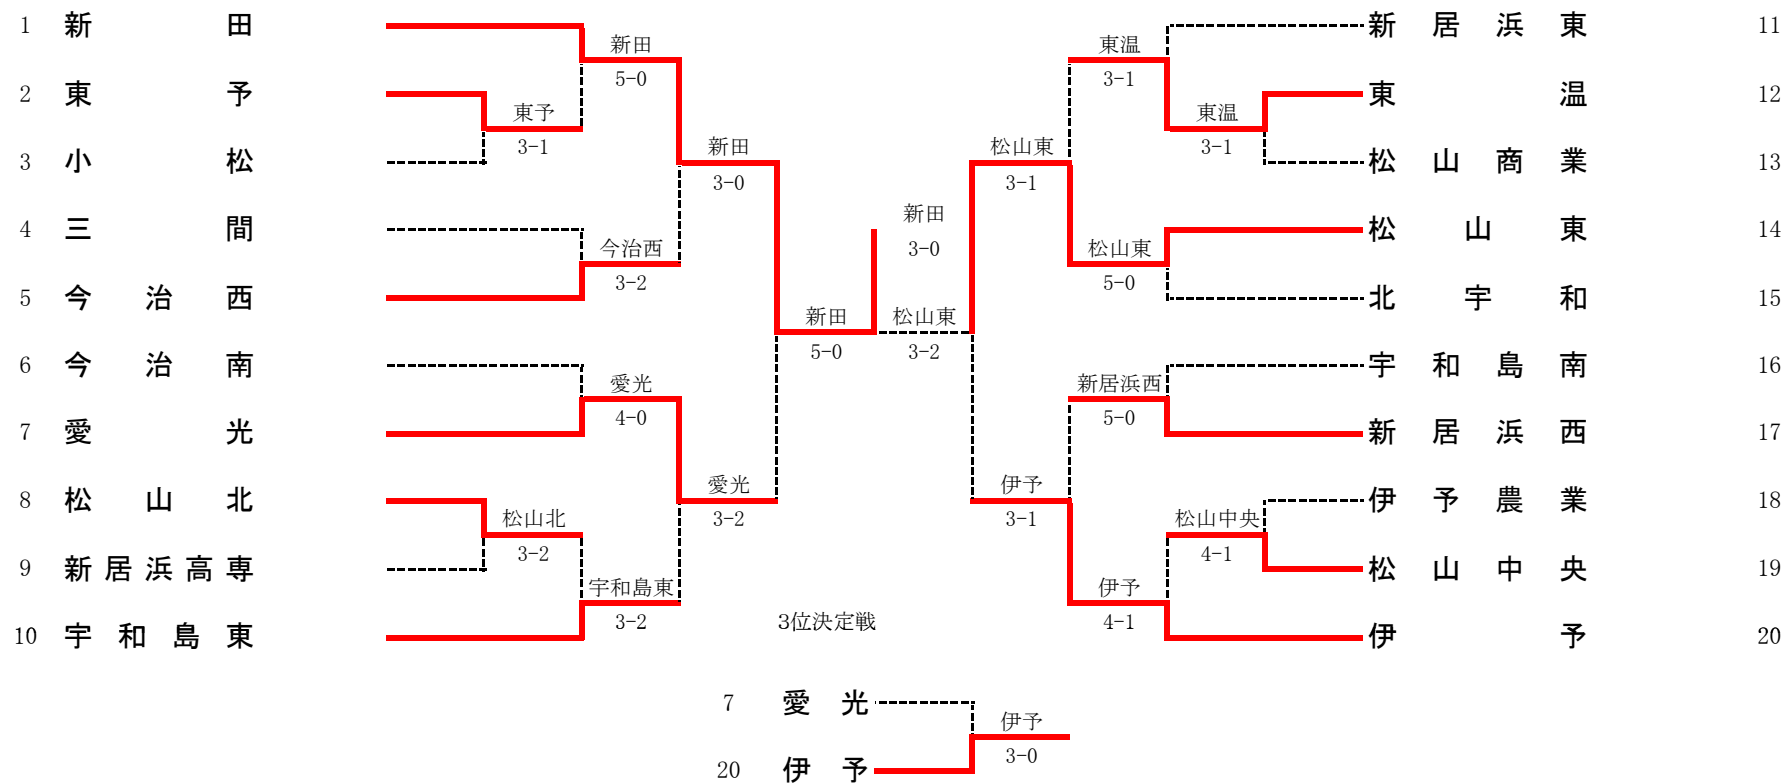 1 新田 新居浜東 11
新田 東温
5-0 3-1
2 東予 東温 12
東予 東温
3-1 3-1
3 小松 新田 松山東 松山商業 13
3-0 3-1
新田
4 三間 松山東 14
今治西 3-0 松山東
3-2 5-0
5 今治西 北宇和 15
新田 松山東
5-0 3-2
6 今治南 宇和島南 16
愛光 新居浜西
4-0 5-0
7 愛光 新居浜西 17
愛光 伊予
8 松山北 伊予農業 18
松山北 3-2 3-1 松山中央
3-2 4-1
9 新居浜高専 松山中央 19
宇和島東 伊予
3-2 3位決定戦 4-1
10 宇和島東 伊予 20
7 愛光
伊予
3-0
20 伊予